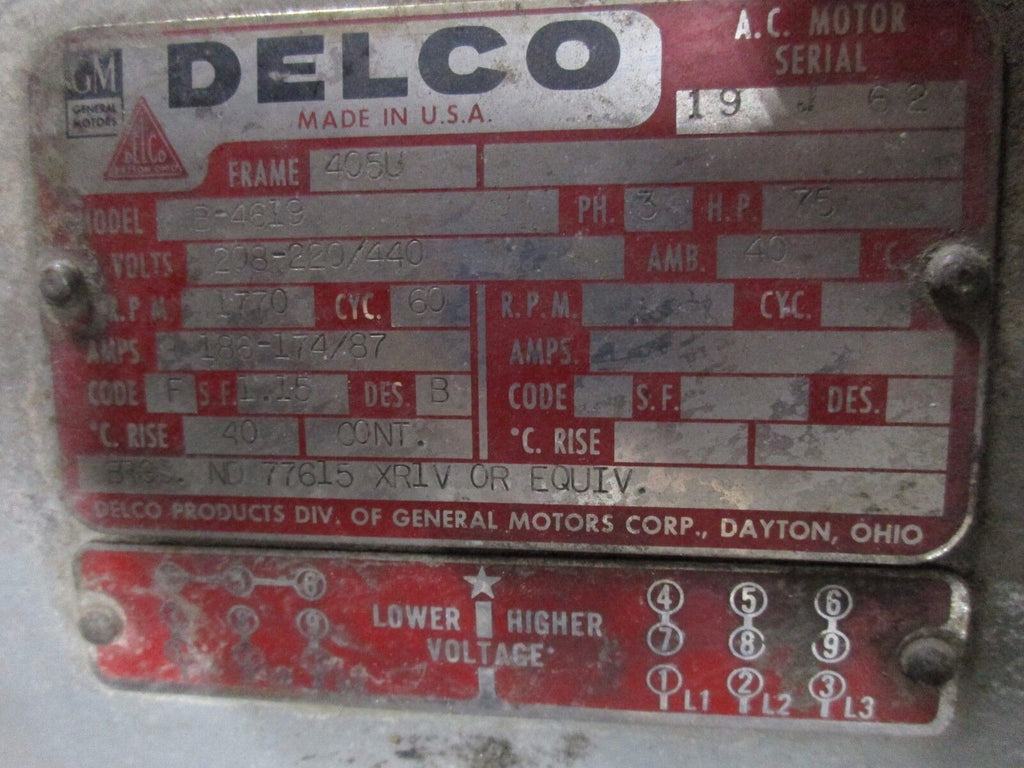 GM DELCO
GENERAL MOTORS
MADE IN U.S.A.
DELCO
A.C. MOTOR
SERIAL
19 J 62
FRAME 405U
MODEL B-4619 PH. 3 H.P. 75
VOLTS 208-220/440 AMB. 40 °C.
R.P.M 1770 CYC. 60 R.P.M. CYC.
AMPS 186-174/87 AMPS.
CODE F S.F. 1.15 DES. B CODE S.F. DES.
°C. RISE 40 CONT. °C. RISE
BRGS. ND 77615 XR1V OR EQUIV.
DELCO PRODUCTS DIV. OF GENERAL MOTORS CORP., DAYTON, OHIO
LOWER HIGHER
VOLTAGE
4 5 6
7 8 9
1 L1 2 L2 3 L3